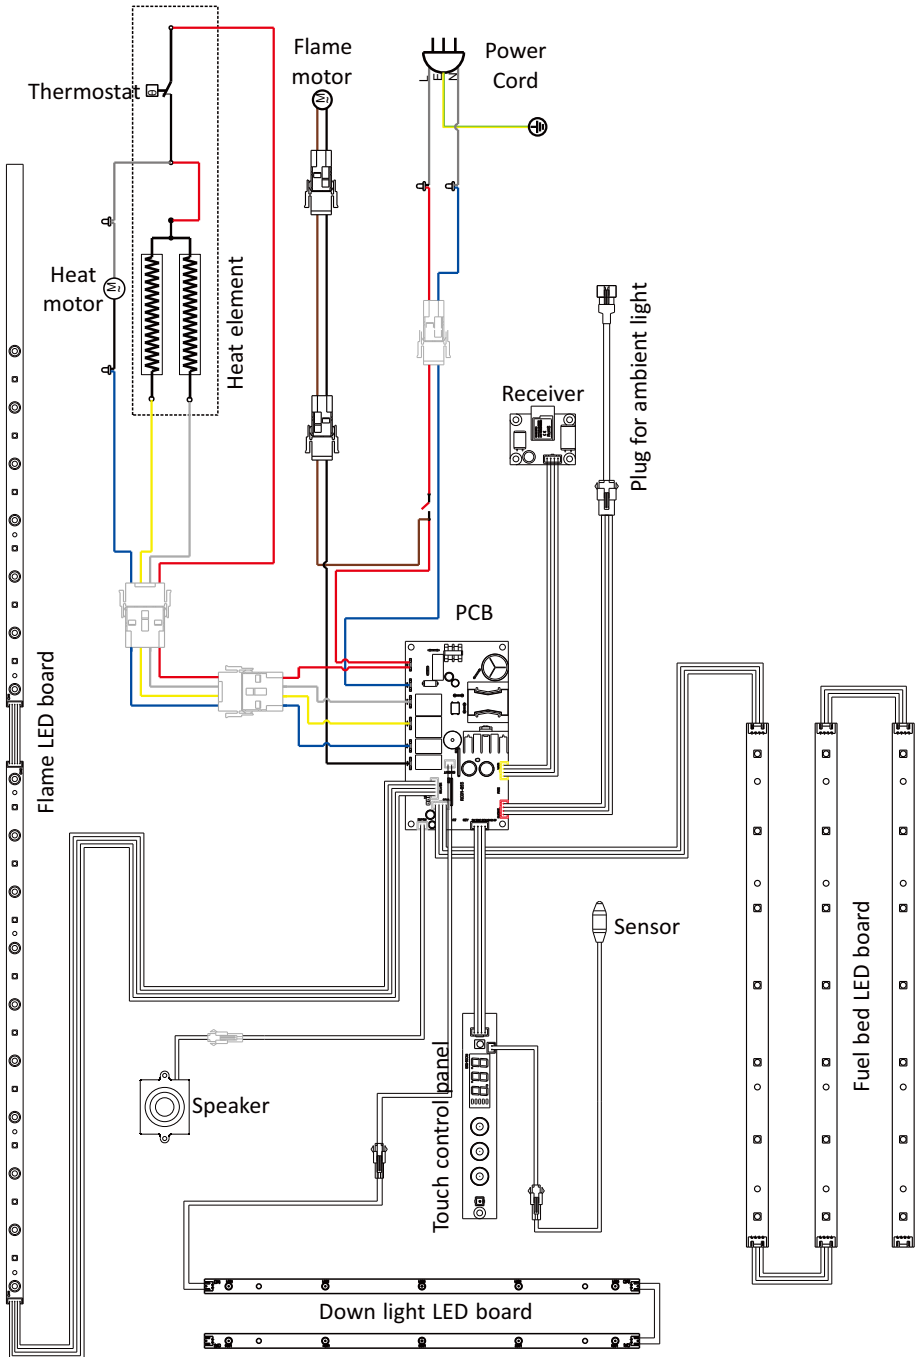 Flame
motor
Power
Cord
L
E
N
Thermostat
M
Heat
motor
M
~
Heat element
Receiver
Plug for ambient light
PCB
Flame LED board
Sensor
Fuel bed LED board
Speaker
Touch control panel
Down light LED board